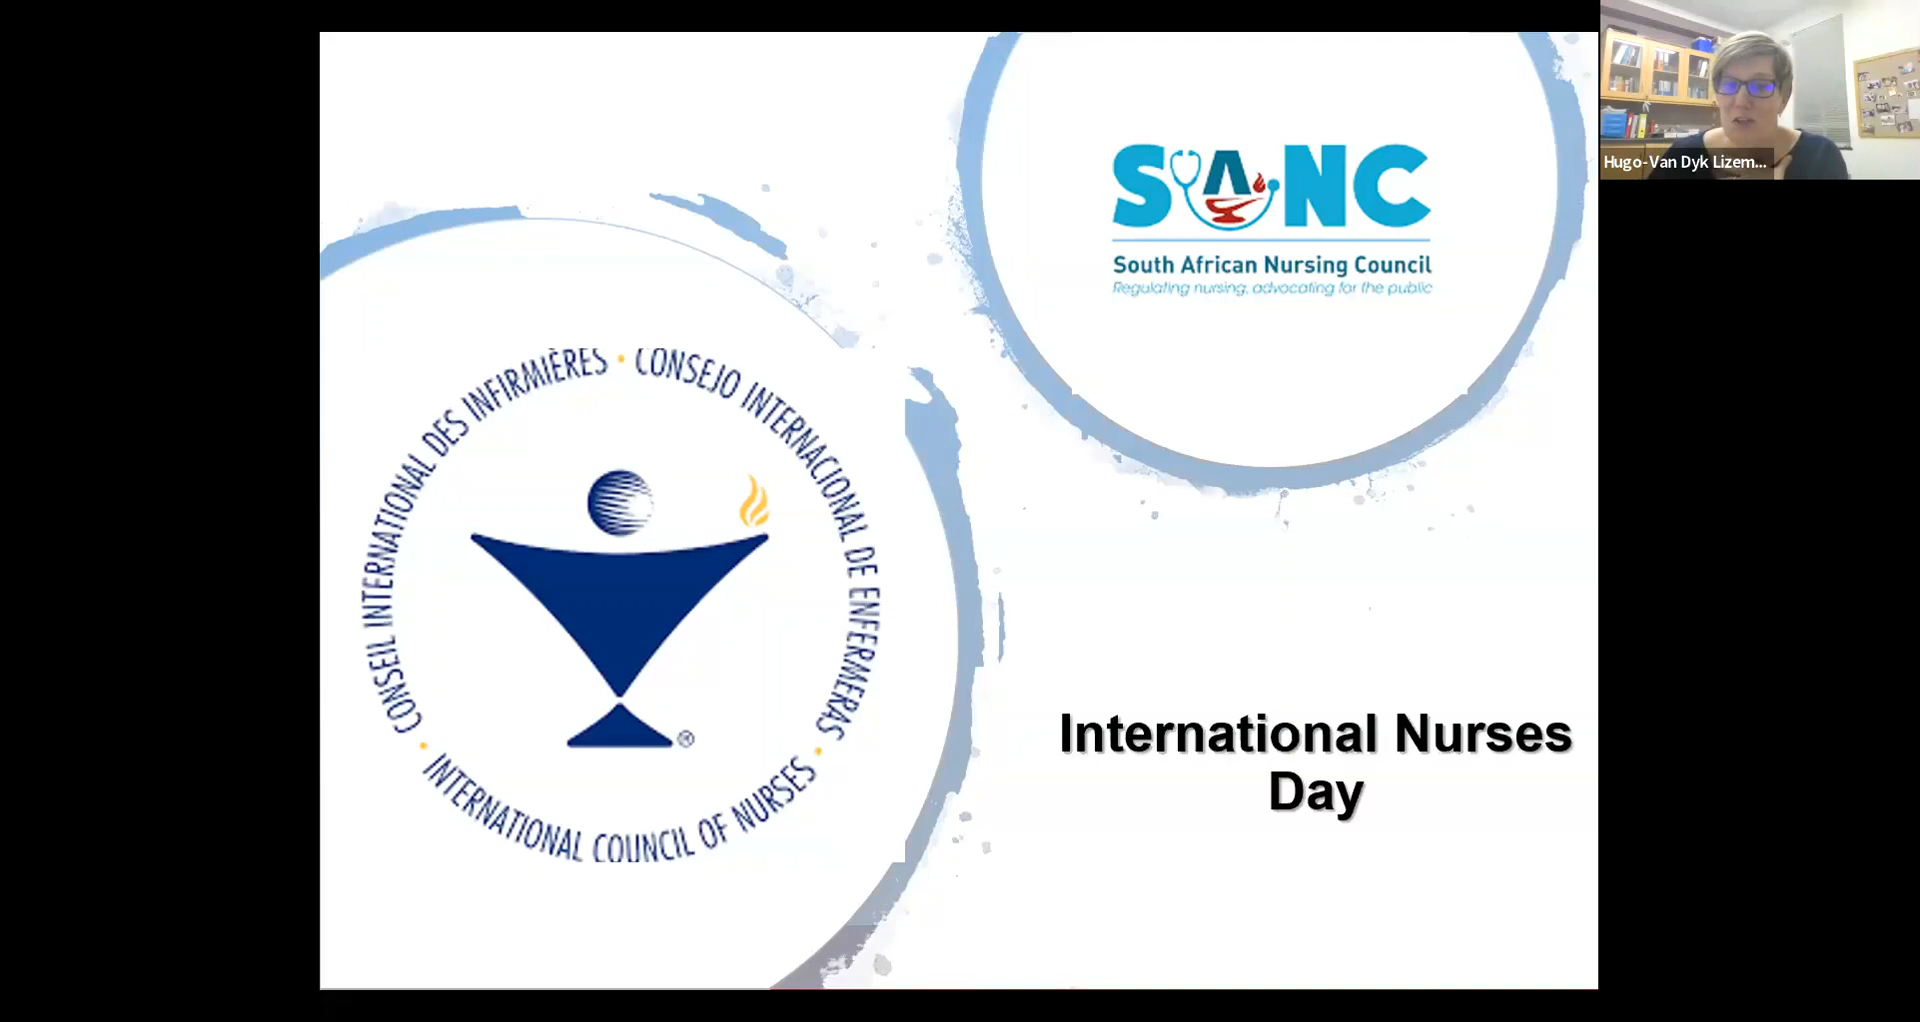 SANC
South African Nursing Council
Regulating nursing, advocating for the public
Hugo-Van Dyk Lizem...
CONSEIL INTERNATIONAL DES INFIRMIÈRES • CONSEJO INTERNACIONAL DE ENFERMERAS •
INTERNATIONAL COUNCIL OF NURSES •
®
International Nurses
Day